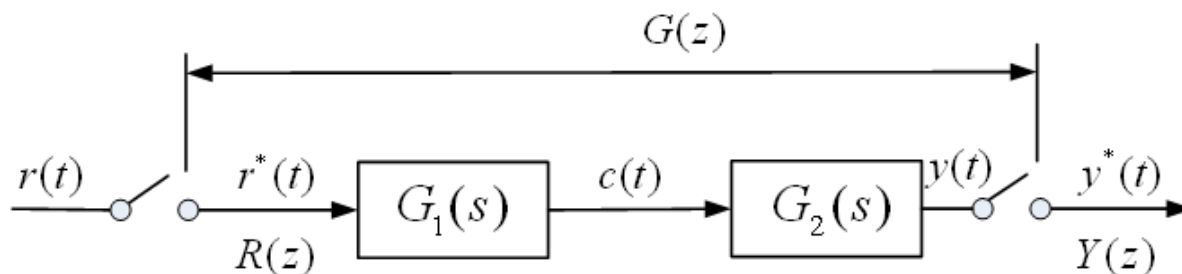 G(z)
r(t)
r*(t)
G₁(s)
c(t)
G₂(s)
y(t)
y*(t)
R(z)
Y(z)